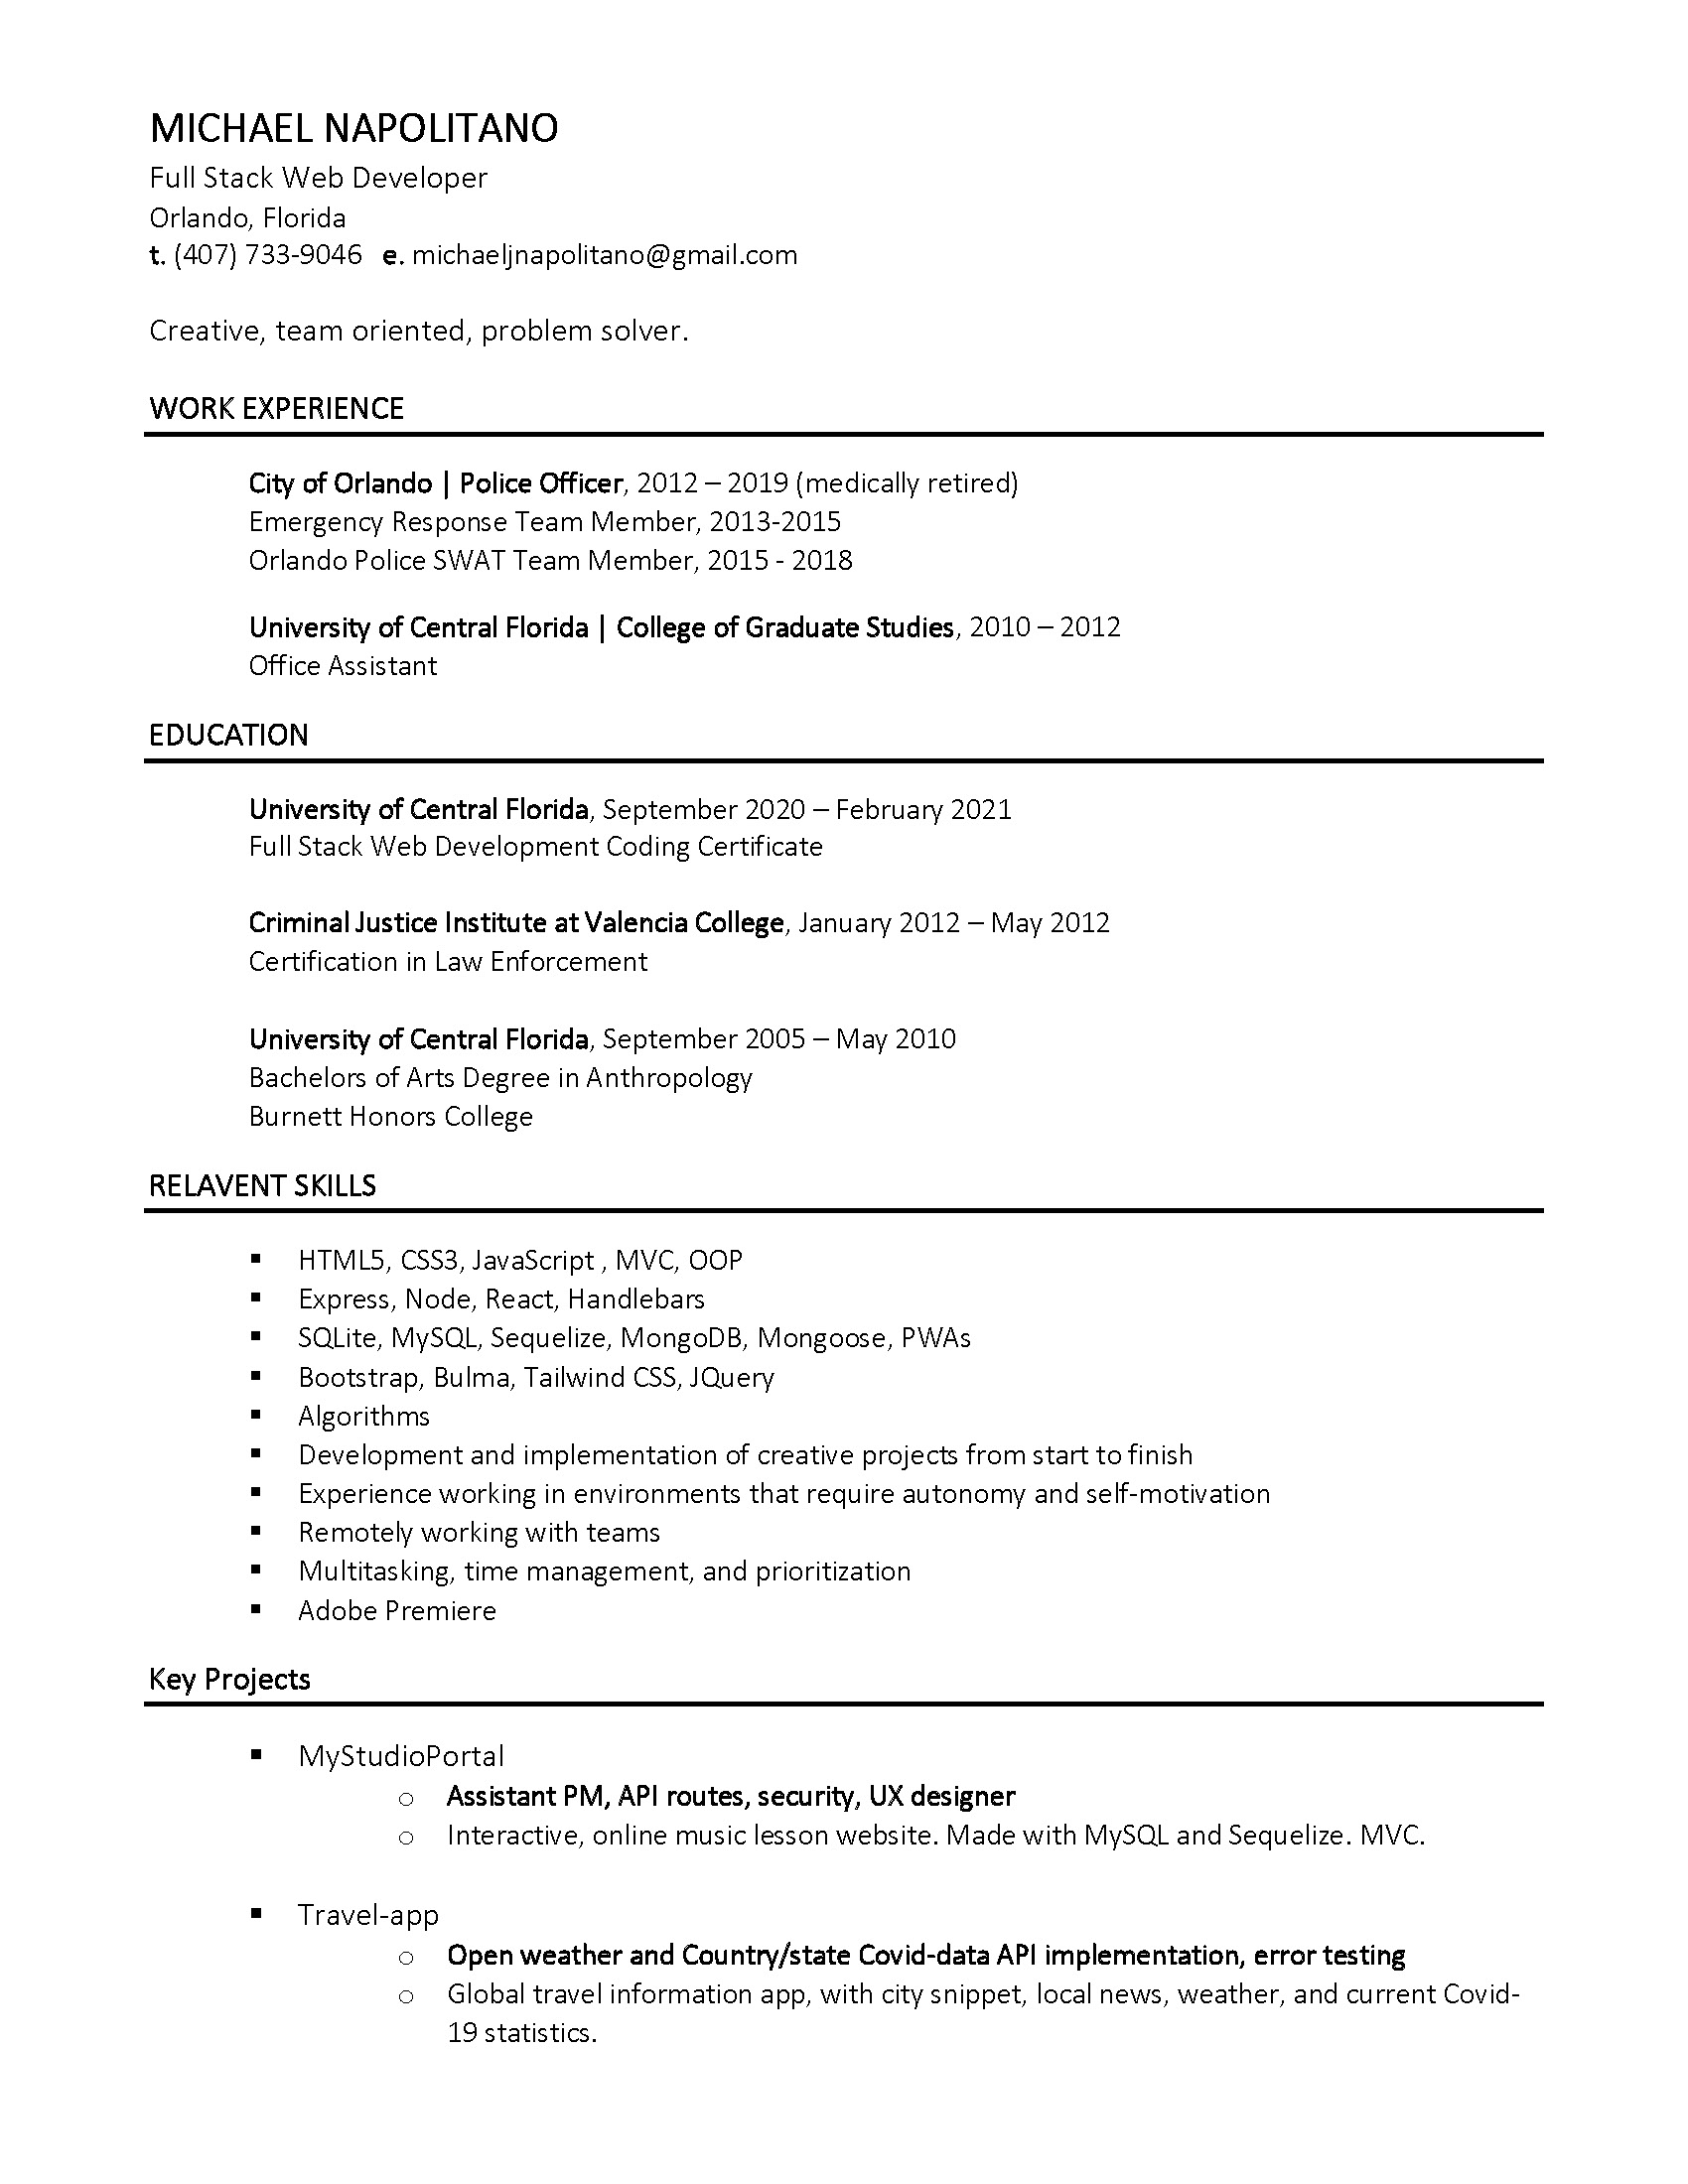 MICHAEL NAPOLITANO
Full Stack Web Developer
Orlando, Florida
t. (407) 733-9046 e. michaeljnapolitano@gmail.com
Creative, team oriented, problem solver.
WORK EXPERIENCE
City of Orlando | Police Officer, 2012 – 2019 (medically retired)
Emergency Response Team Member, 2013-2015
Orlando Police SWAT Team Member, 2015 - 2018
University of Central Florida | College of Graduate Studies, 2010 – 2012
Office Assistant
EDUCATION
University of Central Florida, September 2020 – February 2021
Full Stack Web Development Coding Certificate
Criminal Justice Institute at Valencia College, January 2012 – May 2012
Certification in Law Enforcement
University of Central Florida, September 2005 – May 2010
Bachelors of Arts Degree in Anthropology
Burnett Honors College
RELAVENT SKILLS
▪ HTML5, CSS3, JavaScript , MVC, OOP
▪ Express, Node, React, Handlebars
▪ SQLite, MySQL, Sequelize, MongoDB, Mongoose, PWAs
▪ Bootstrap, Bulma, Tailwind CSS, JQuery
▪ Algorithms
▪ Development and implementation of creative projects from start to finish
▪ Experience working in environments that require autonomy and self-motivation
▪ Remotely working with teams
▪ Multitasking, time management, and prioritization
▪ Adobe Premiere
Key Projects
▪ MyStudioPortal
o Assistant PM, API routes, security, UX designer
o Interactive, online music lesson website. Made with MySQL and Sequelize. MVC.
▪ Travel-app
o Open weather and Country/state Covid-data API implementation, error testing
o Global travel information app, with city snippet, local news, weather, and current Covid-
19 statistics.